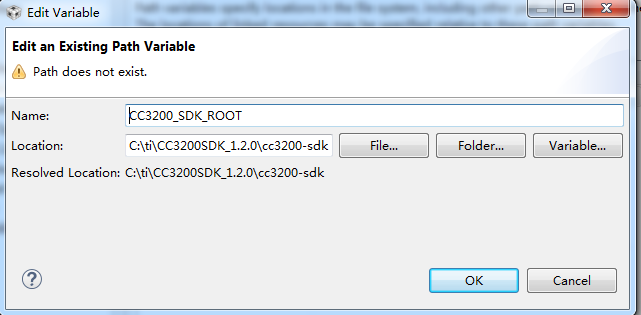 Edit Variable
Edit an Existing Path Variable
Path does not exist.
Name: CC3200_SDK_ROOT
Location: C:\ti\CC3200SDK_1.2.0\cc3200-sdk File... Folder... Variable...
Resolved Location: C:\ti\CC3200SDK_1.2.0\cc3200-sdk
? OK Cancel